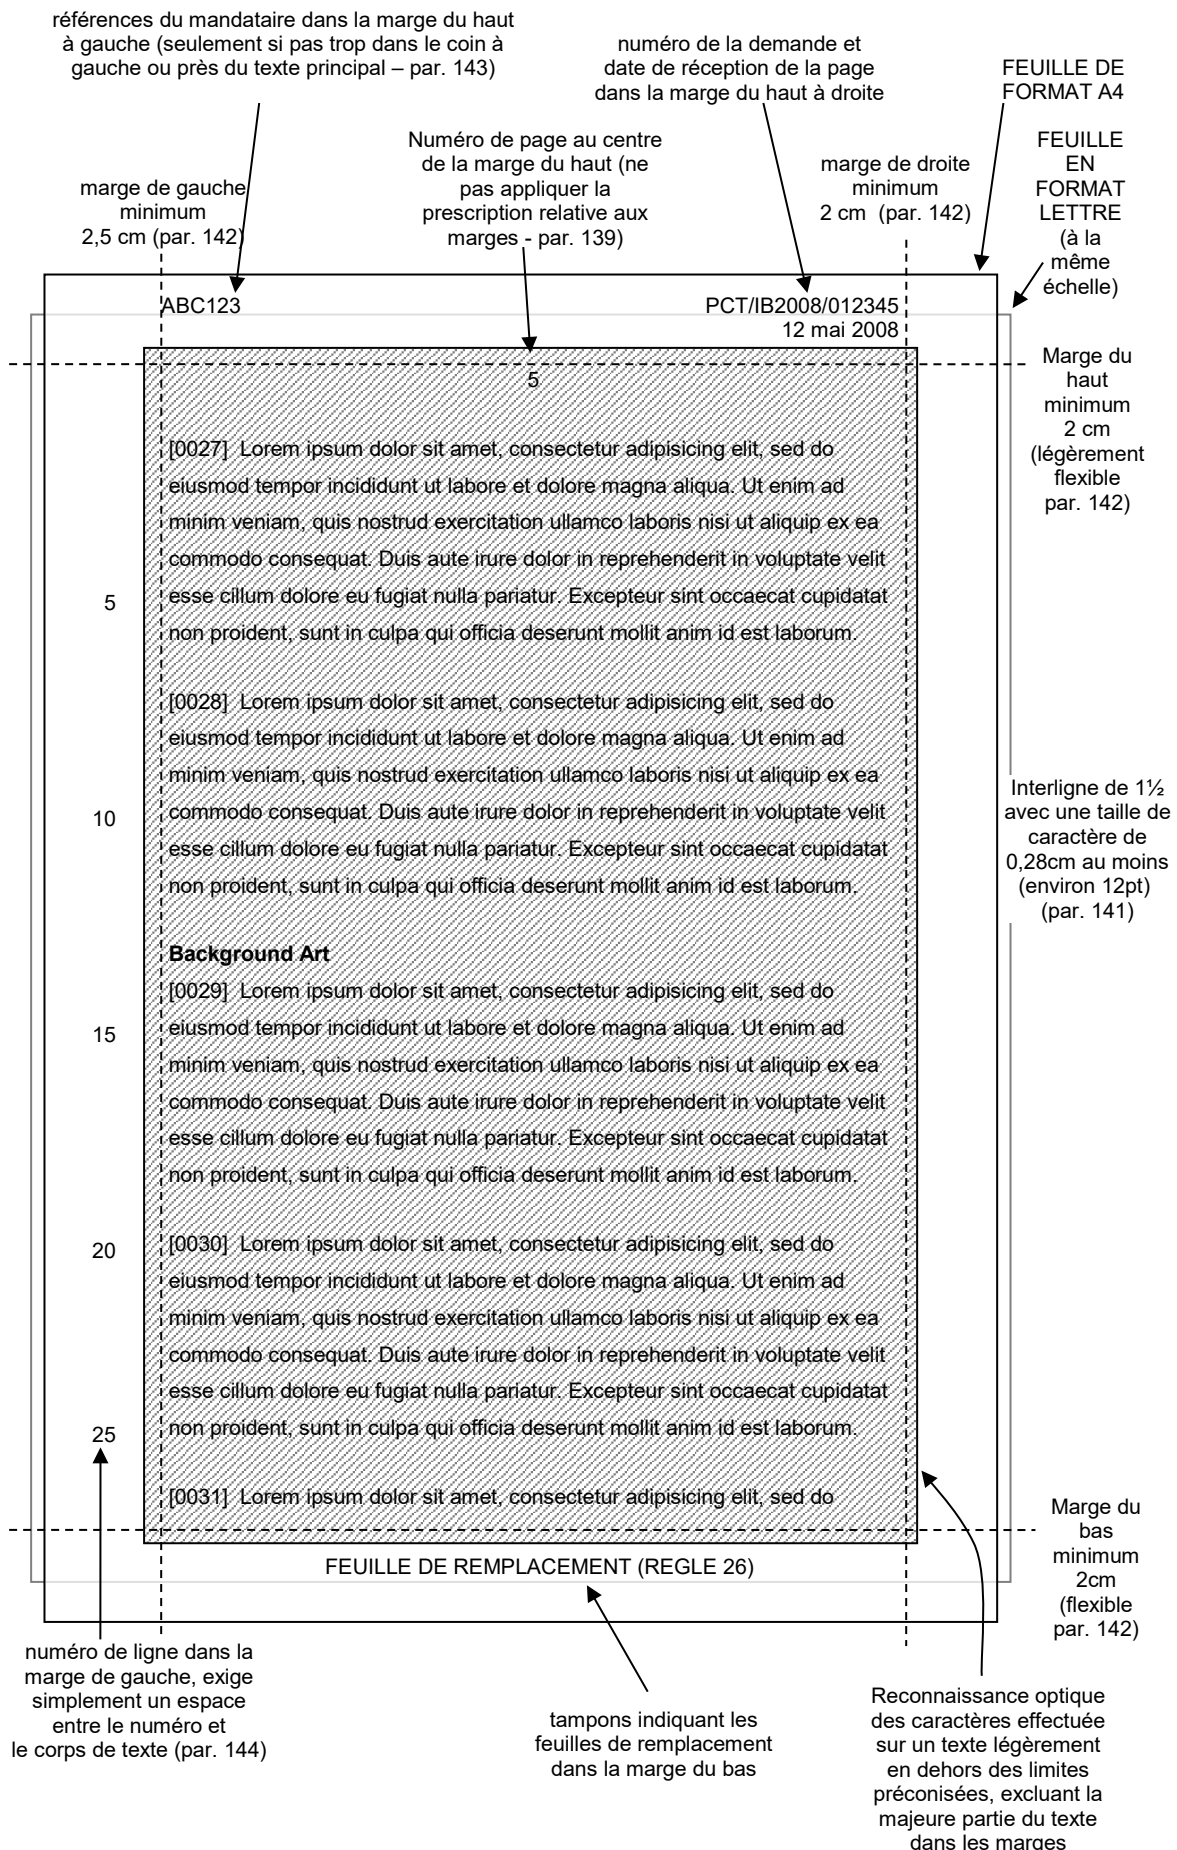 références du mandataire dans la marge du haut
à gauche (seulement si pas trop dans le coin à
gauche ou près du texte principal – par. 143)
numéro de la demande et
date de réception de la page
dans la marge du haut à droite
FEUILLE DE
FORMAT A4
Numéro de page au centre
de la marge du haut (ne
pas appliquer la
prescription relative aux
marges - par. 139)
FEUILLE
EN
FORMAT
LETTRE
(à la
même
échelle)
marge de gauche
minimum
2,5 cm (par. 142)
marge de droite
minimum
2 cm (par. 142)
ABC123
PCT/IB2008/012345
12 mai 2008
Marge du
haut
minimum
2 cm
(légèrement
flexible
par. 142)
5
[0027] Lorem ipsum dolor sit amet, consectetur adipisicing elit, sed do
eiusmod tempor incididunt ut labore et dolore magna aliqua. Ut enim ad
minim veniam, quis nostrud exercitation ullamco laboris nisi ut aliquip ex ea
commodo consequat. Duis aute irure dolor in reprehenderit in voluptate velit
5 esse cillum dolore eu fugiat nulla pariatur. Excepteur sint occaecat cupidatat
non proident, sunt in culpa qui officia deserunt mollit anim id est laborum.
[0028] Lorem ipsum dolor sit amet, consectetur adipisicing elit, sed do
eiusmod tempor incididunt ut labore et dolore magna aliqua. Ut enim ad
minim veniam, quis nostrud exercitation ullamco laboris nisi ut aliquip ex ea
10 commodo consequat. Duis aute irure dolor in reprehenderit in voluptate velit
esse cillum dolore eu fugiat nulla pariatur. Excepteur sint occaecat cupidatat
non proident, sunt in culpa qui officia deserunt mollit anim id est laborum.
Interligne de 1½
avec une taille de
caractère de
0,28cm au moins
(environ 12pt)
(par. 141)
Background Art
[0029] Lorem ipsum dolor sit amet, consectetur adipisicing elit, sed do
15 eiusmod tempor incididunt ut labore et dolore magna aliqua. Ut enim ad
minim veniam, quis nostrud exercitation ullamco laboris nisi ut aliquip ex ea
commodo consequat. Duis aute irure dolor in reprehenderit in voluptate velit
esse cillum dolore eu fugiat nulla pariatur. Excepteur sint occaecat cupidatat
non proident, sunt in culpa qui officia deserunt mollit anim id est laborum.
20 [0030] Lorem ipsum dolor sit amet, consectetur adipisicing elit, sed do
eiusmod tempor incididunt ut labore et dolore magna aliqua. Ut enim ad
minim veniam, quis nostrud exercitation ullamco laboris nisi ut aliquip ex ea
commodo consequat. Duis aute irure dolor in reprehenderit in voluptate velit
esse cillum dolore eu fugiat nulla pariatur. Excepteur sint occaecat cupidatat
25 non proident, sunt in culpa qui officia deserunt mollit anim id est laborum.
[0031] Lorem ipsum dolor sit amet, consectetur adipisicing elit, sed do
Marge du
bas
minimum
2cm
(flexible
par. 142)
FEUILLE DE REMPLACEMENT (REGLE 26)
numéro de ligne dans la
marge de gauche, exige
simplement un espace
entre le numéro et
le corps de texte (par. 144)
tampons indiquant les
feuilles de remplacement
dans la marge du bas
Reconnaissance optique
des caractères effectuée
sur un texte légèrement
en dehors des limites
préconisées, excluant la
majeure partie du texte
dans les marges